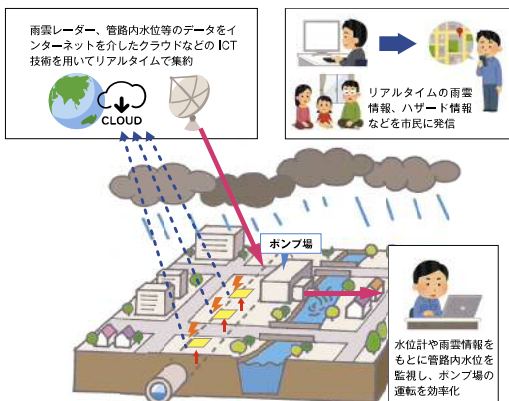 雨雲レーダー、管路内水位等のデータをイ
ンターネットを介したクラウドなどの ICT
技術を用いてリアルタイムで集約
CLOUD
リアルタイムの雨雲
情報、ハザード情報
などを市民に発信
ポンプ場
水位計や雨雲情報を
もとに管路内水位を
監視し、ポンプ場の
運転を効率化